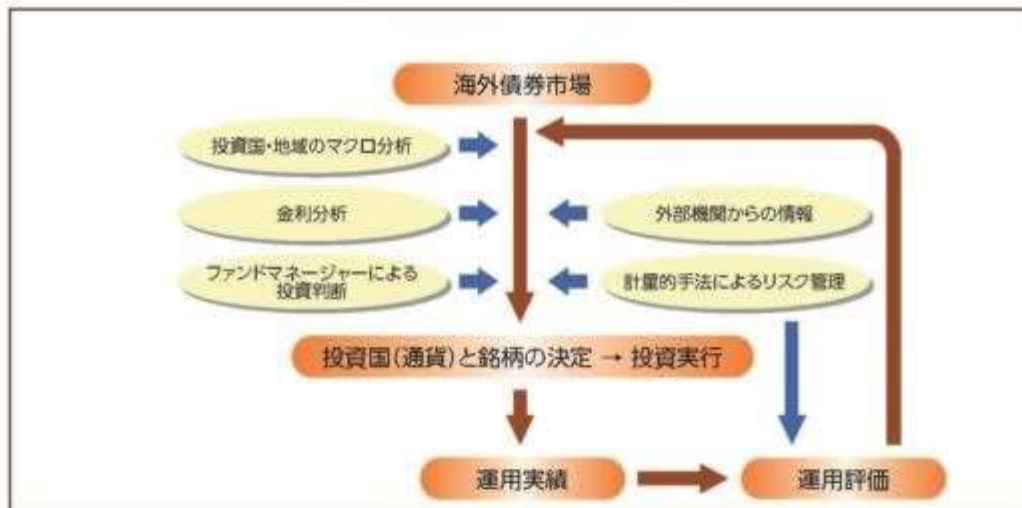 海外債券市場
投資国・地域のマクロ分析
金利分析
外部機関からの情報
ファンドマネージャーによる
投資判断
計量的手法によるリスク管理
投資国(通貨)と銘柄の決定 → 投資実行
運用実績
運用評価